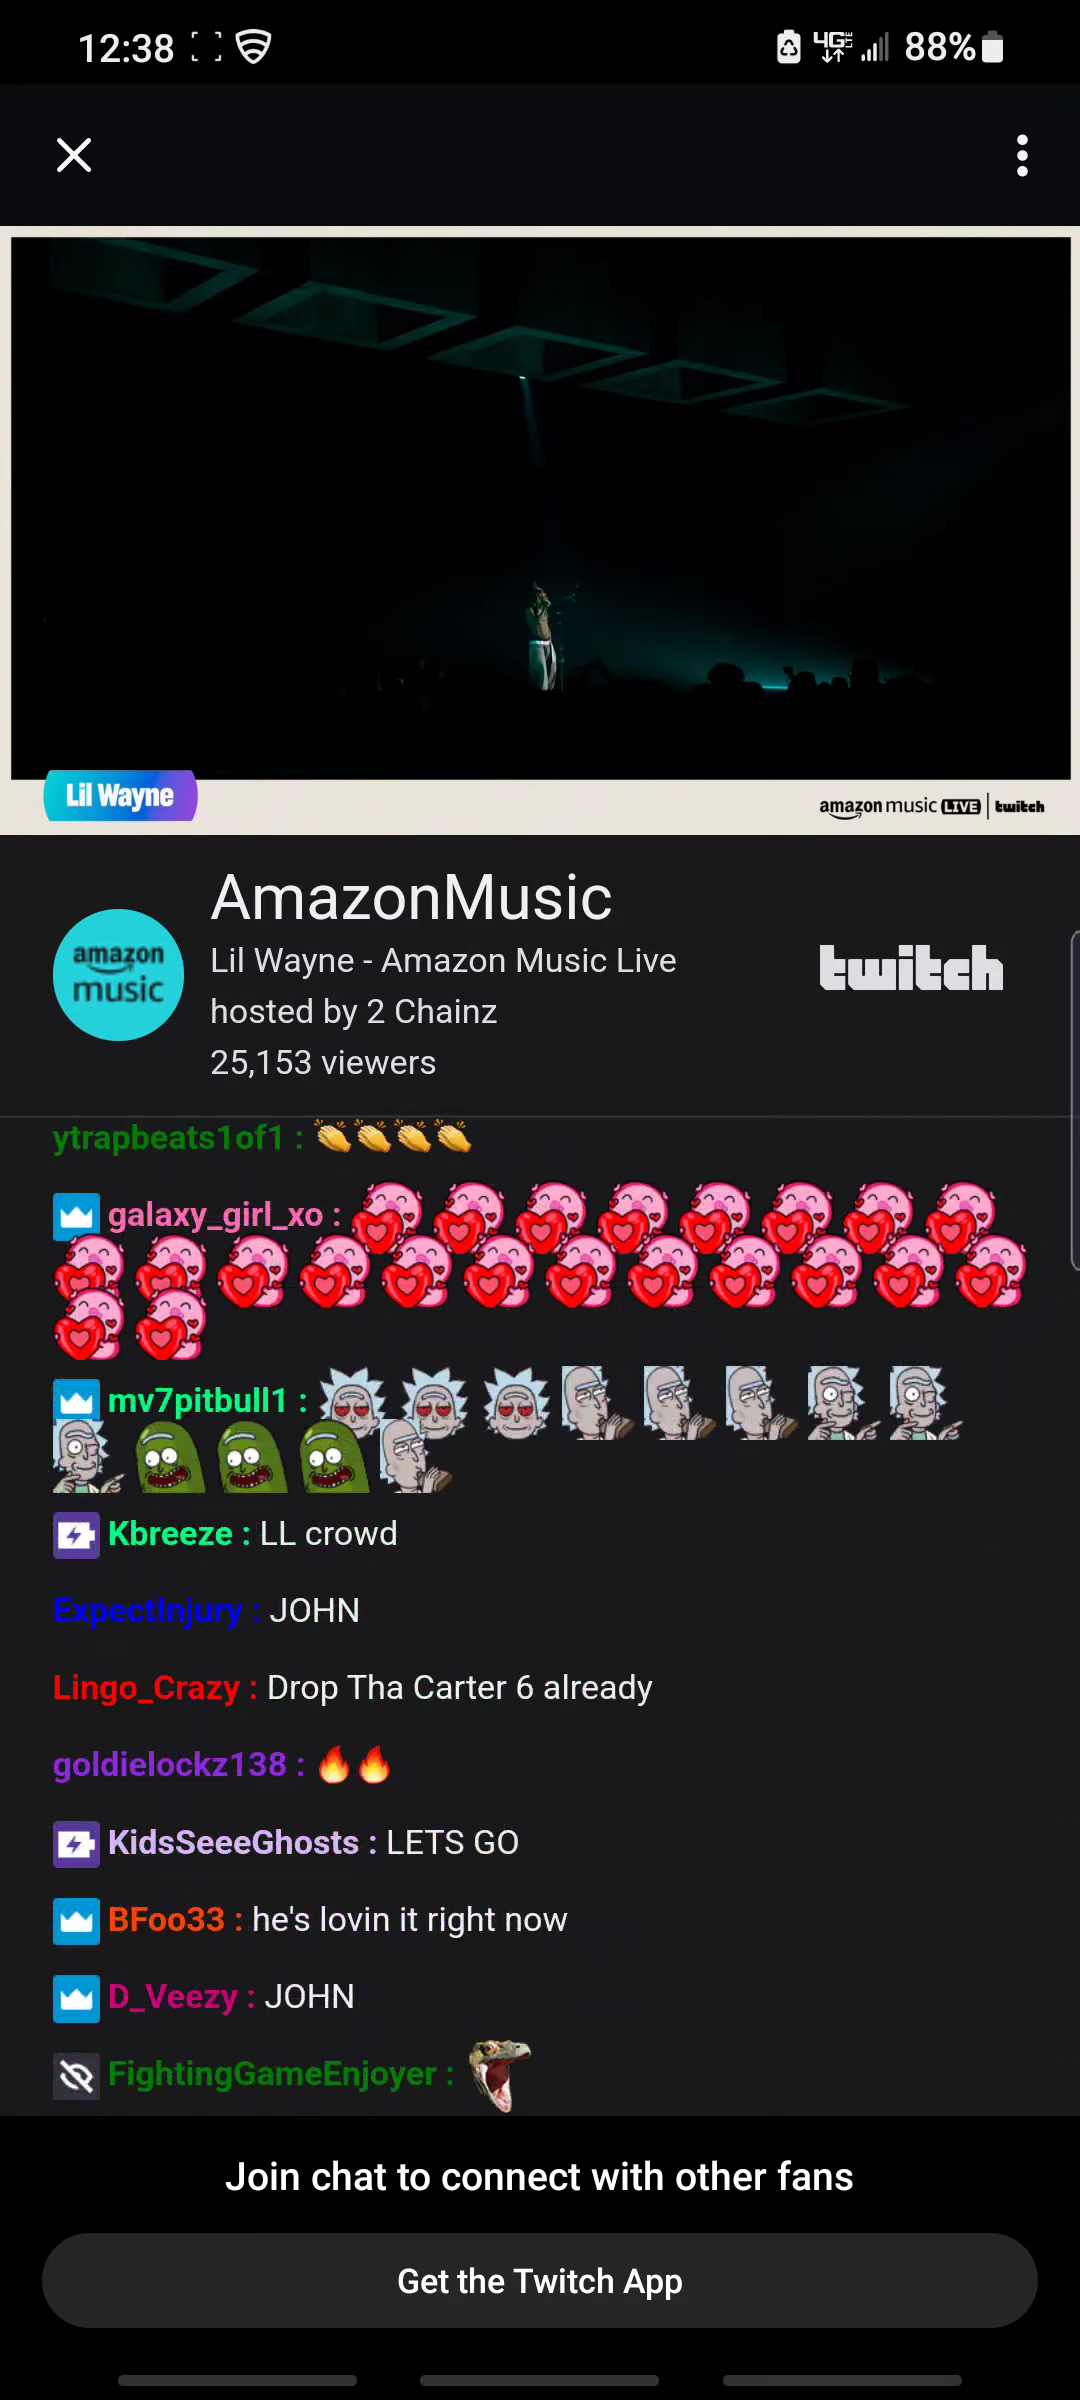 12:38
4G LTE 88%
Lil Wayne
amazon music LIVE | twitch
AmazonMusic
amazon music
Lil Wayne - Amazon Music Live
hosted by 2 Chainz
25,153 viewers
twitch
ytrapbeats1of1 : 👏👏👏👏
galaxy_girl_xo :
mv7pitbull1 :
Kbreeze : LL crowd
ExpectInjury : JOHN
Lingo_Crazy : Drop Tha Carter 6 already
goldielockz138 : 🔥🔥
KidsSeeeGhosts : LETS GO
BFoo33 : he's lovin it right now
D_Veezy : JOHN
FightingGameEnjoyer :
Join chat to connect with other fans
Get the Twitch App